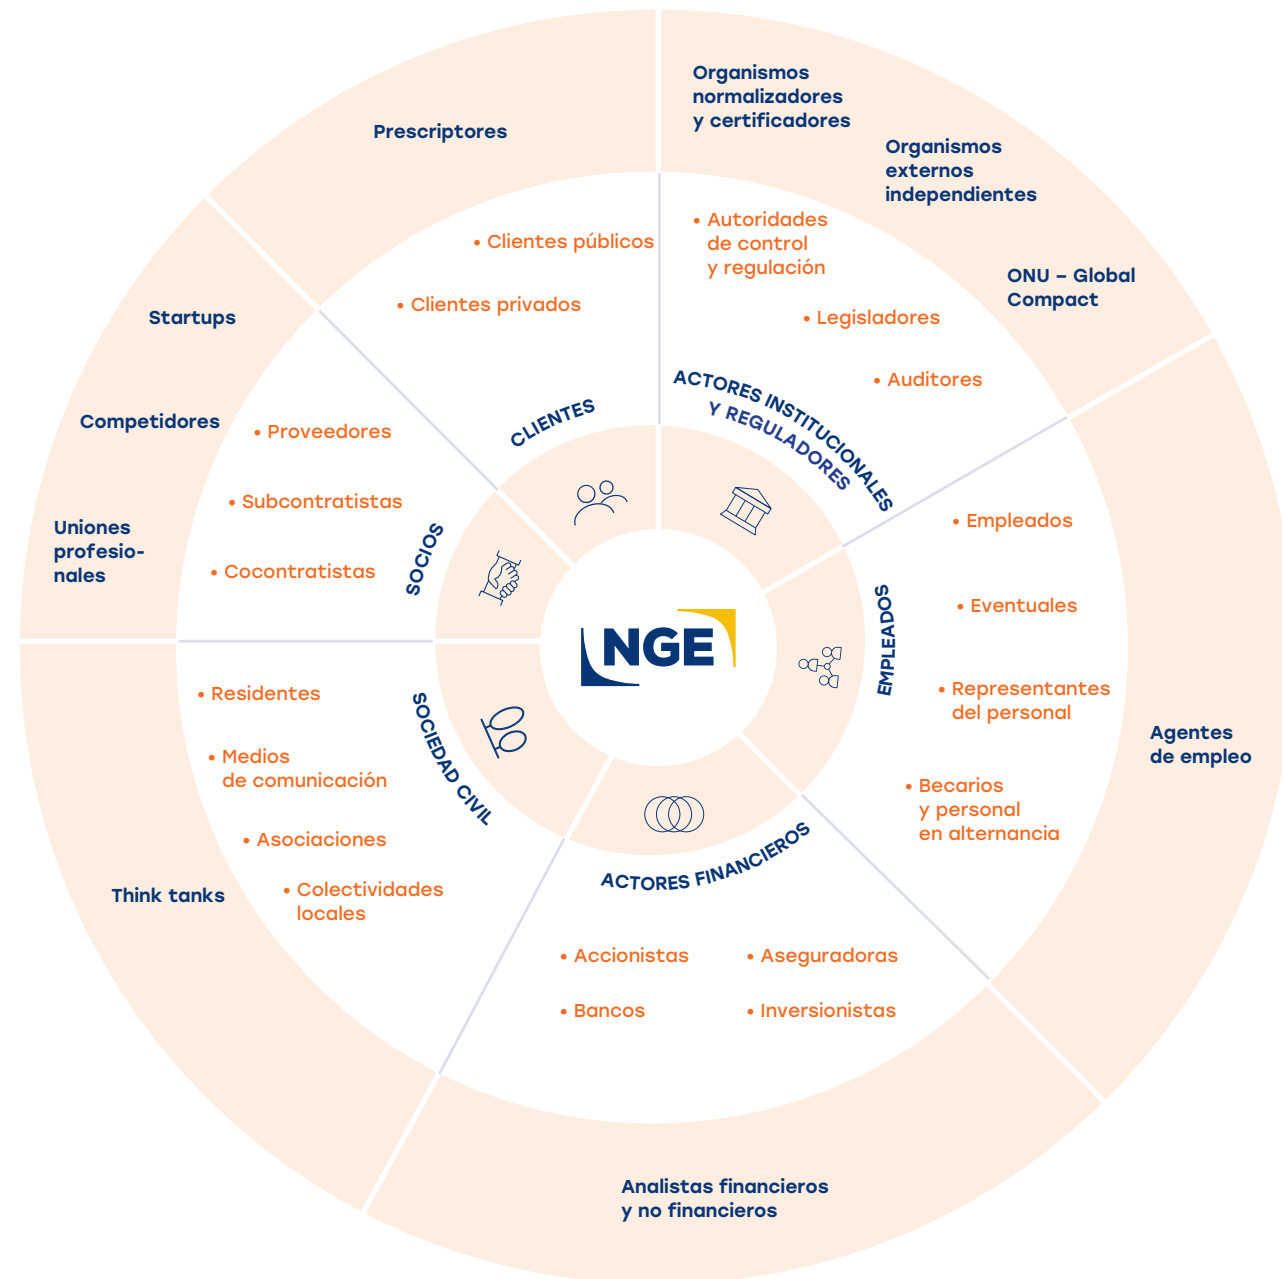 Organismos
normalizadores
y certificadores
Organismos
externos
independientes
ONU – Global
Compact
• Autoridades
de control
y regulación
• Legisladores
• Auditores
ACTORES INSTITUCIONALES
Y REGULADORES
Agentes
de empleo
• Empleados
• Eventuales
• Representantes
del personal
• Becarios
y personal
en alternancia
EMPLEADOS
ACTORES FINANCIEROS
• Accionistas
• Bancos
• Aseguradoras
• Inversionistas
Analistas financieros
y no financieros
SOCIEDAD CIVIL
• Residentes
• Medios
de comunicación
• Asociaciones
• Colectividades
locales
Think tanks
SOCIOS
• Proveedores
• Subcontratistas
• Cocontratistas
Startups
Competidores
Uniones
profesio-
nales
Prescriptores
• Clientes públicos
• Clientes privados
CLIENTES
NGE